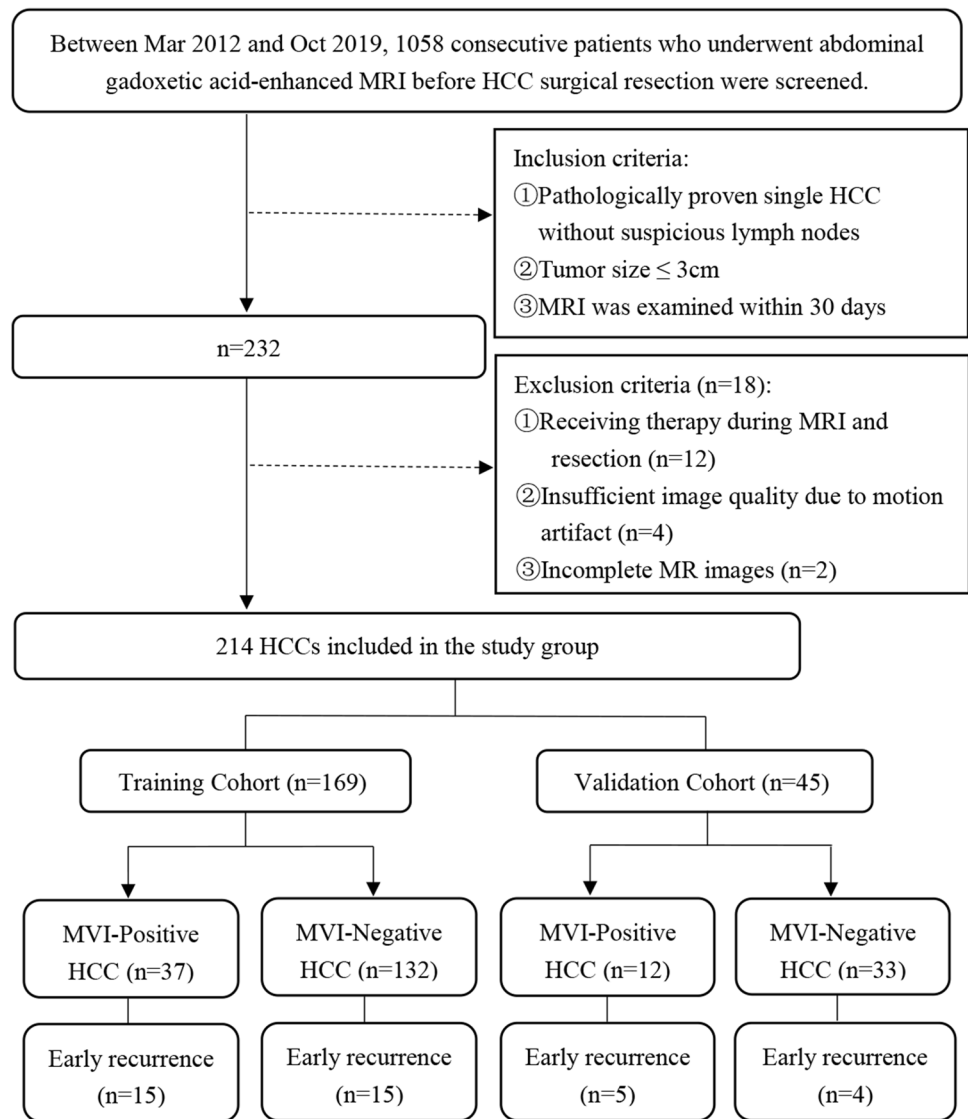 Between Mar 2012 and Oct 2019, 1058 consecutive patients who underwent abdominal
gadoxetic acid-enhanced MRI before HCC surgical resection were screened.
Inclusion criteria:
①Pathologically proven single HCC
without suspicious lymph nodes
②Tumor size ≤ 3cm
③MRI was examined within 30 days
n=232
Exclusion criteria (n=18):
①Receiving therapy during MRI and
resection (n=12)
②Insufficient image quality due to motion
artifact (n=4)
③Incomplete MR images (n=2)
214 HCCs included in the study group
Training Cohort (n=169)
Validation Cohort (n=45)
MVI-Positive
HCC (n=37)
MVI-Negative
HCC (n=132)
MVI-Positive
HCC (n=12)
MVI-Negative
HCC (n=33)
Early recurrence
(n=15)
Early recurrence
(n=15)
Early recurrence
(n=5)
Early recurrence
(n=4)